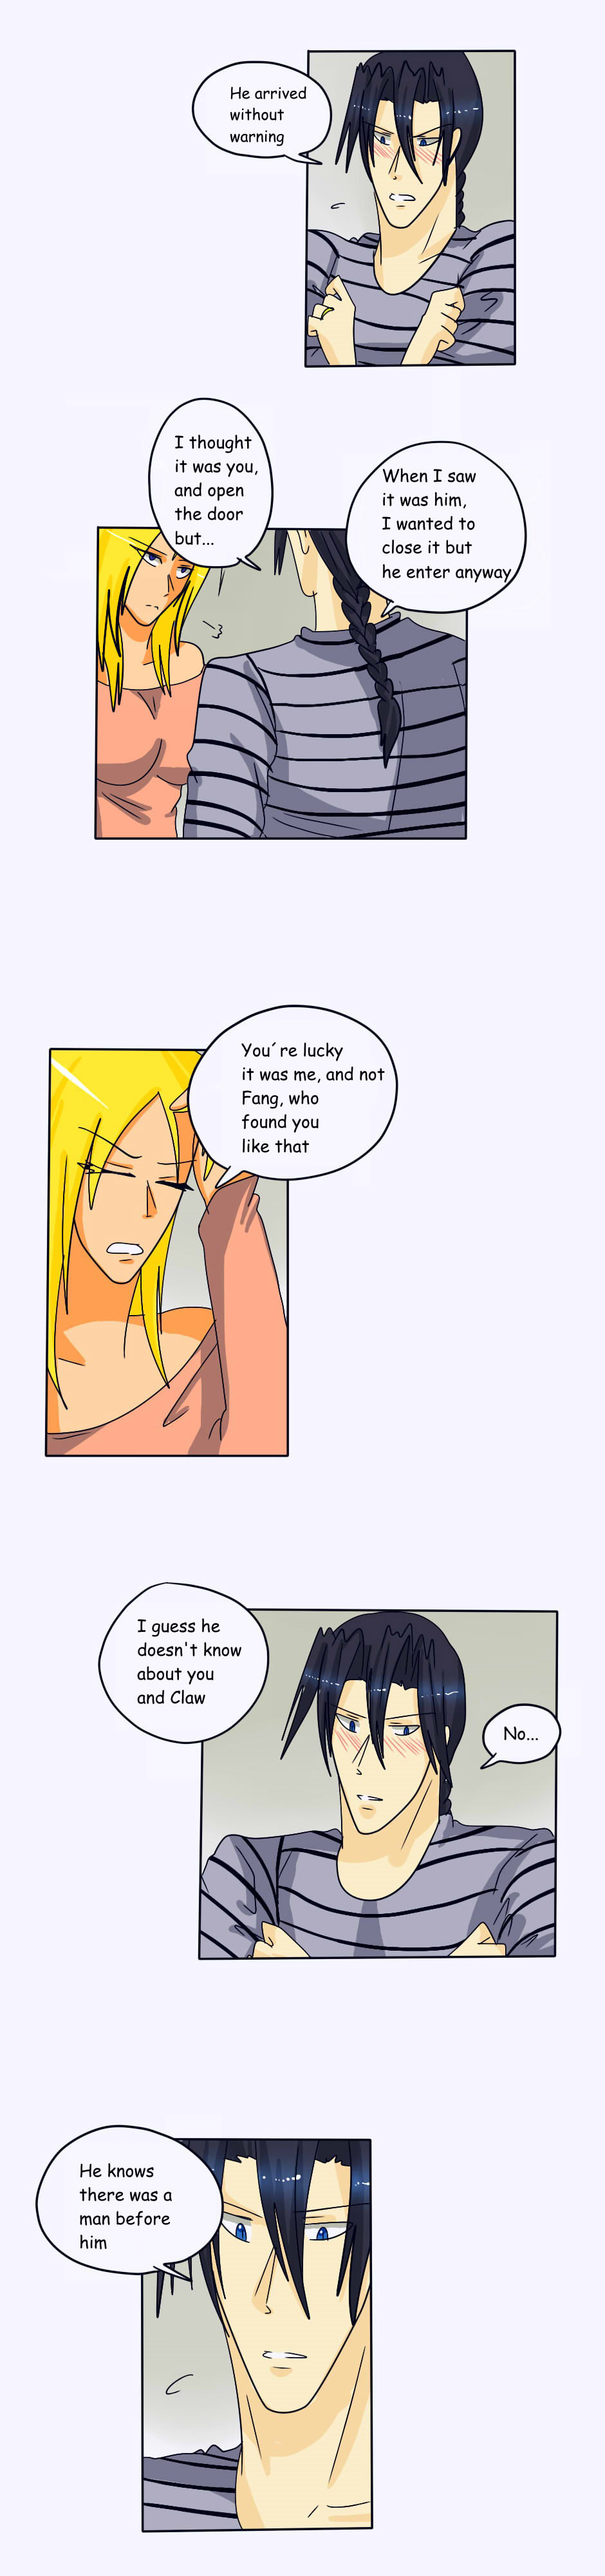 He arrived
without
warning
I thought
it was you,
and open
the door
but...
When I saw
it was him,
I wanted to
close it but
he enter anyway
You´re lucky
it was me, and not
Fang, who
found you
like that
I guess he
doesn't know
about you
and Claw
No...
He knows
there was a
man before
him